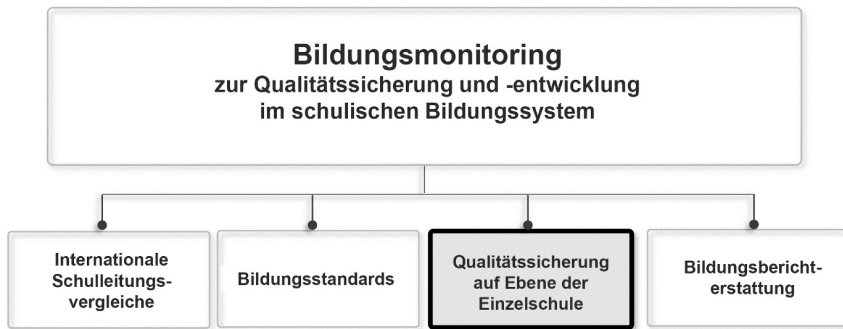 Bildungsmonitoring
zur Qualitätssicherung und -entwicklung
im schulischen Bildungssystem
Internationale
Schulleitungs-
vergleiche
Bildungsstandards
Qualitätssicherung
auf Ebene der
Einzelschule
Bildungsbericht-
erstattung